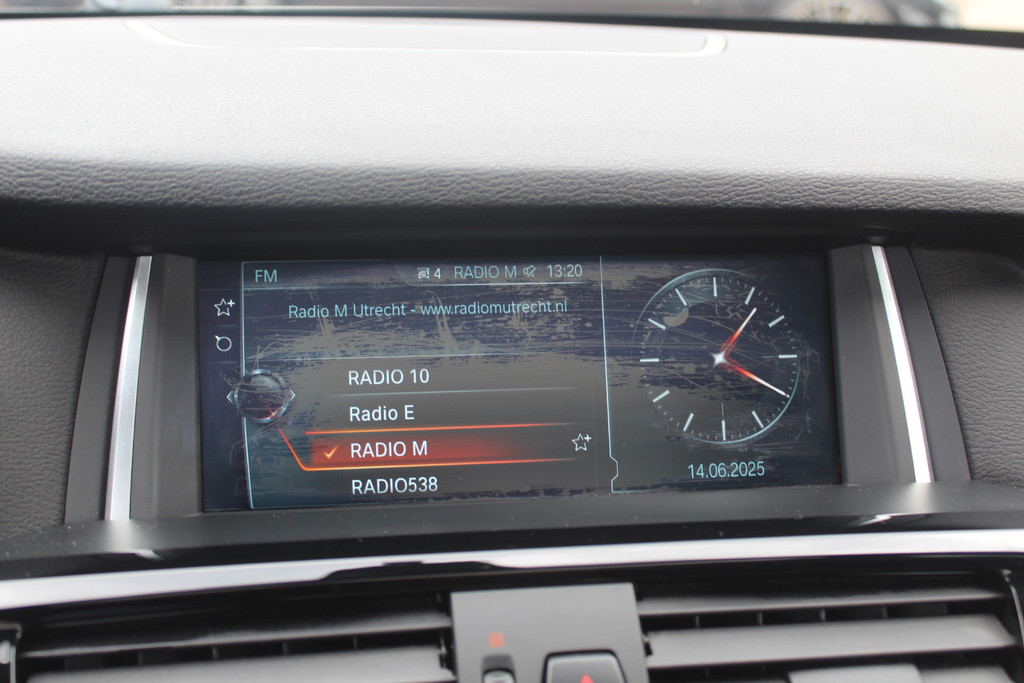 FM 4 RADIO M 13:20
Radio M Utrecht - www.radiomutrecht.nl
RADIO 10
Radio E
RADIO M
RADIO538
14.06.2025